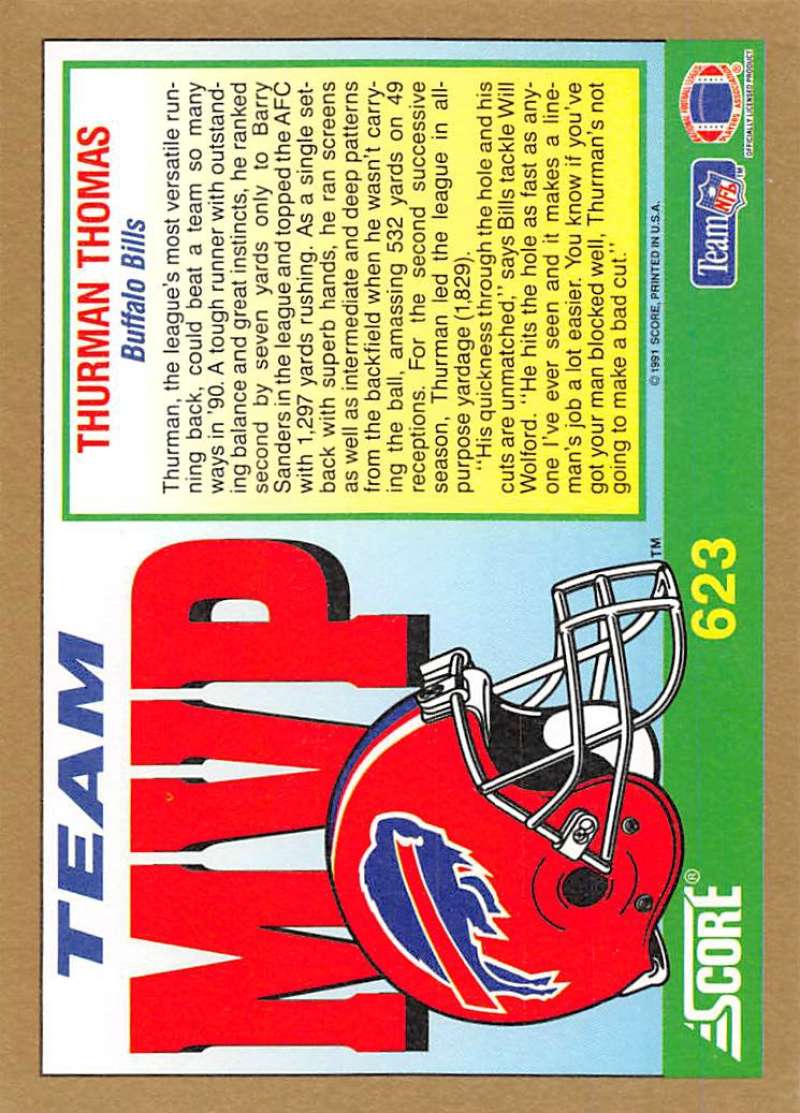 TEAM
MVP
THURMAN THOMAS
Buffalo Bills
Thurman, the league's most versatile run-
ning back, could beat a team so many
ways in '90. A tough runner with outstand-
ing balance and great instincts, he ranked
second by seven yards only to Barry
Sanders in the league and topped the AFC
with 1,297 yards rushing. As a single set-
back with superb hands, he ran screens
as well as intermediate and deep patterns
from the backfield when he wasn't carry-
ing the ball, amassing 532 yards on 49
receptions. For the second successive
season, Thurman led the league in all-
purpose yardage (1,829).
"His quickness through the hole and his
cuts are unmatched," says Bills tackle Will
Wolford. "He hits the hole as fast as any-
one I've ever seen and it makes a line-
man's job a lot easier. You know if you've
got your man blocked well, Thurman's not
going to make a bad cut."
TM
© 1991 SCORE, PRINTED IN U.S.A.
SCORE®
623
Team NFL™
NATIONAL FOOTBALL LEAGUE
PLAYERS ASSOCIATION®
OFFICIALLY LICENSED PRODUCT